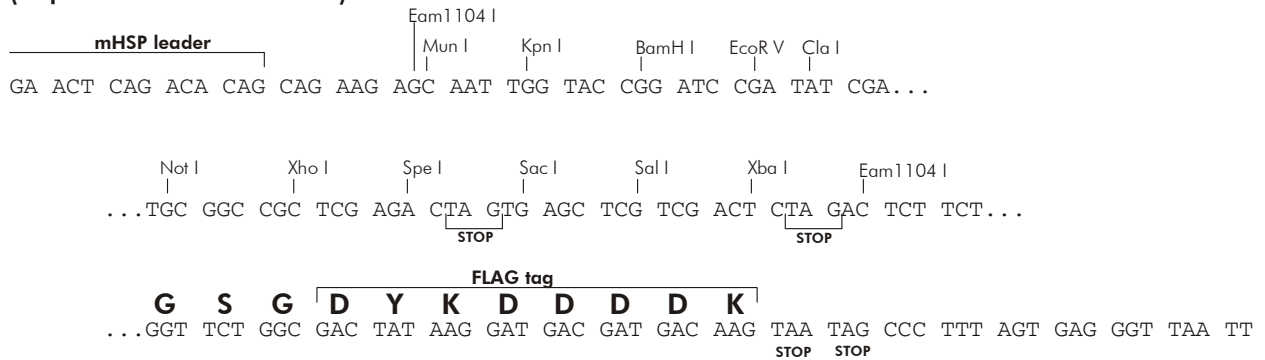 Eam1104 I
mHSP leader Mun I Kpn I BamH I EcoR V Cla I
GA ACT CAG ACA CAG CAG AAG AGC AAT TGG TAC CGG ATC CGA TAT CGA...
Not I Xho I Spe I Sac I Sal I Xba I Eam1104 I
...TGC GGC CGC TCG AGA CTA GTG AGC TCG TCG ACT CTA GAC TCT TCT...
STOP STOP
FLAG tag
G S G D Y K D D D D K
...GGT TCT GGC GAC TAT AAG GAT GAC GAT GAC AAG TAA TAG CCC TTT AGT GAG GGT TAA TT
STOP STOP